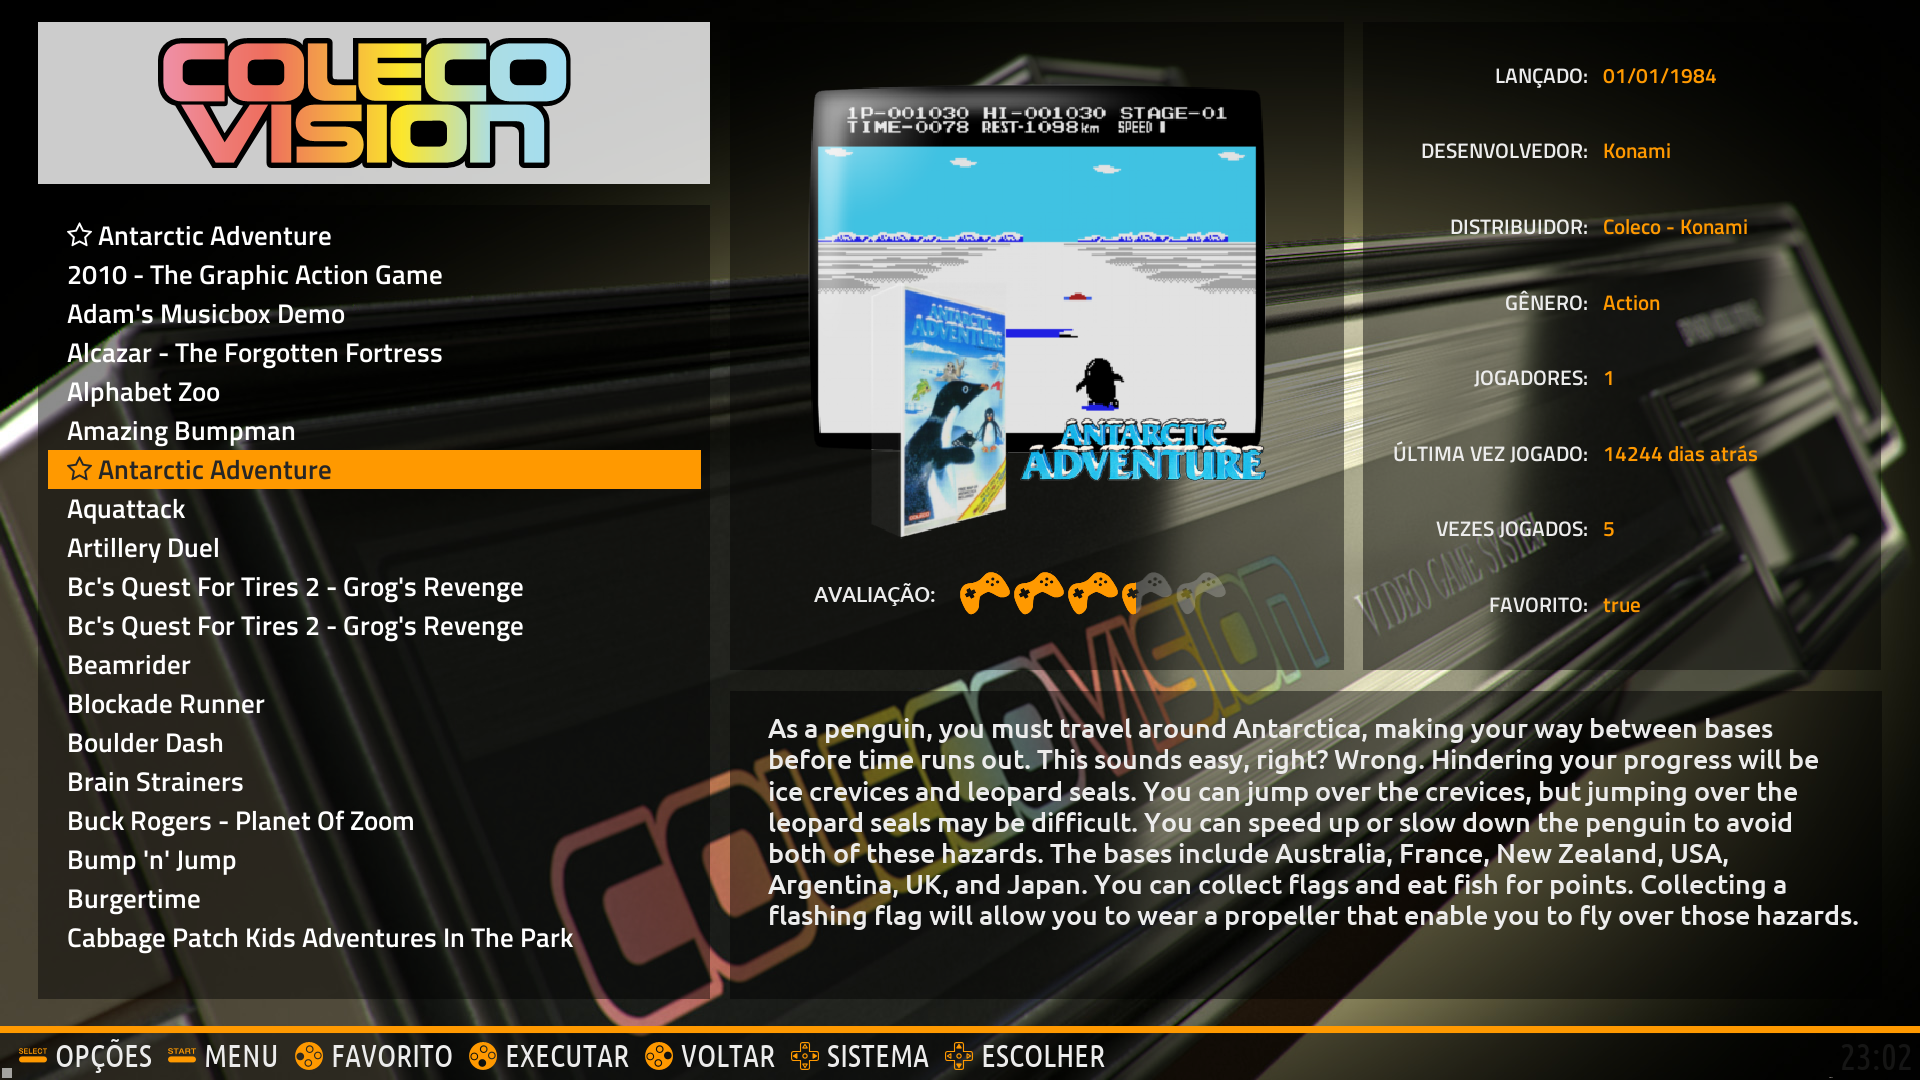 COLECO
VISION
Antarctic Adventure
2010 - The Graphic Action Game
Adam's Musicbox Demo
Alcazar - The Forgotten Fortress
Alphabet Zoo
Amazing Bumpman
Antarctic Adventure
Aquattack
Artillery Duel
Bc's Quest For Tires 2 - Grog's Revenge
Bc's Quest For Tires 2 - Grog's Revenge
Beamrider
Blockade Runner
Boulder Dash
Brain Strainers
Buck Rogers - Planet Of Zoom
Bump 'n' Jump
Burgertime
Cabbage Patch Kids Adventures In The Park
1P-001030 HI-001030 STAGE-01
TIME-0078 REST-1098km SPEED
ANTARCTIC
ADVENTURE
ANTARCTIC
ADVENTURE
AVALIAÇÃO:
LANÇADO: 01/01/1984
DESENVOLVEDOR: Konami
DISTRIBUIDOR: Coleco - Konami
GÊNERO: Action
JOGADORES: 1
ÚLTIMA VEZ JOGADO: 14244 dias atrás
VEZES JOGADOS: 5
FAVORITO: true
VIDEO GAME SYSTEM
COLECOVISION
As a penguin, you must travel around Antarctica, making your way between bases
before time runs out. This sounds easy, right? Wrong. Hindering your progress will be
ice crevices and leopard seals. You can jump over the crevices, but jumping over the
leopard seals may be difficult. You can speed up or slow down the penguin to avoid
both of these hazards. The bases include Australia, France, New Zealand, USA,
Argentina, UK, and Japan. You can collect flags and eat fish for points. Collecting a
flashing flag will allow you to wear a propeller that enable you to fly over those hazards.
SELECT OPÇÕES START MENU FAVORITO EXECUTAR VOLTAR SISTEMA ESCOLHER 23:02